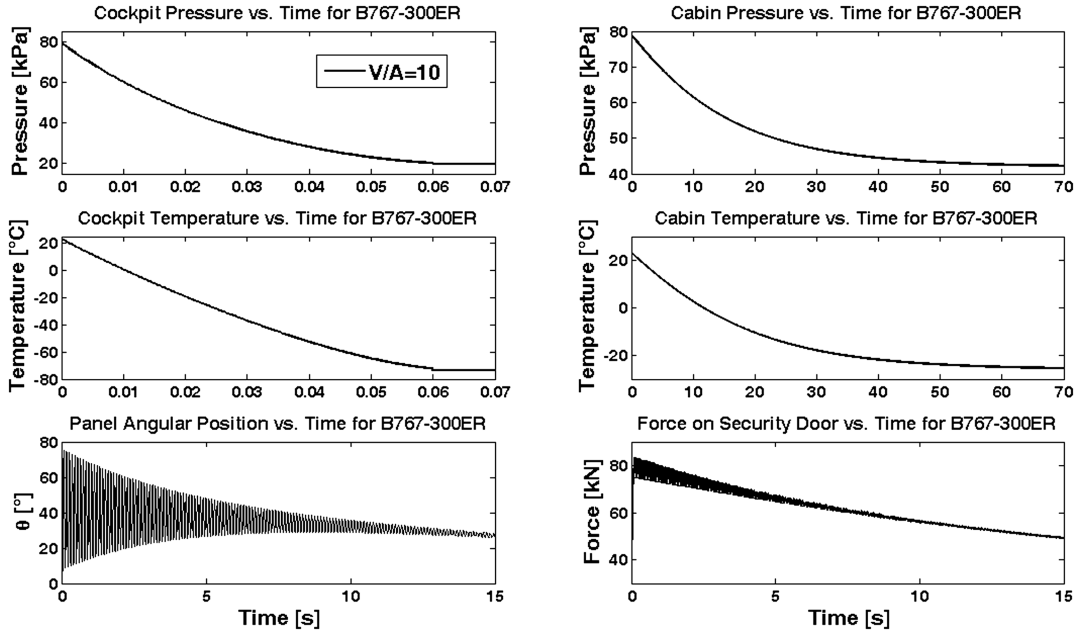 Cockpit Pressure vs. Time for B767-300ER
Pressure [kPa]
80
60
40
20
0 0.01 0.02 0.03 0.04 0.05 0.06 0.07
V/A=10
Cabin Pressure vs. Time for B767-300ER
Pressure [kPa]
80
70
60
50
40
0 10 20 30 40 50 60 70
Cockpit Temperature vs. Time for B767-300ER
Temperature [°C]
20
0
-20
-40
-60
-80
0 0.01 0.02 0.03 0.04 0.05 0.06 0.07
Cabin Temperature vs. Time for B767-300ER
Temperature [°C]
20
0
-20
0 10 20 30 40 50 60 70
Panel Angular Position vs. Time for B767-300ER
θ [°]
80
60
40
20
0
0 5 10 15
Time [s]
Force on Security Door vs. Time for B767-300ER
Force [kN]
80
60
40
0 5 10 15
Time [s]